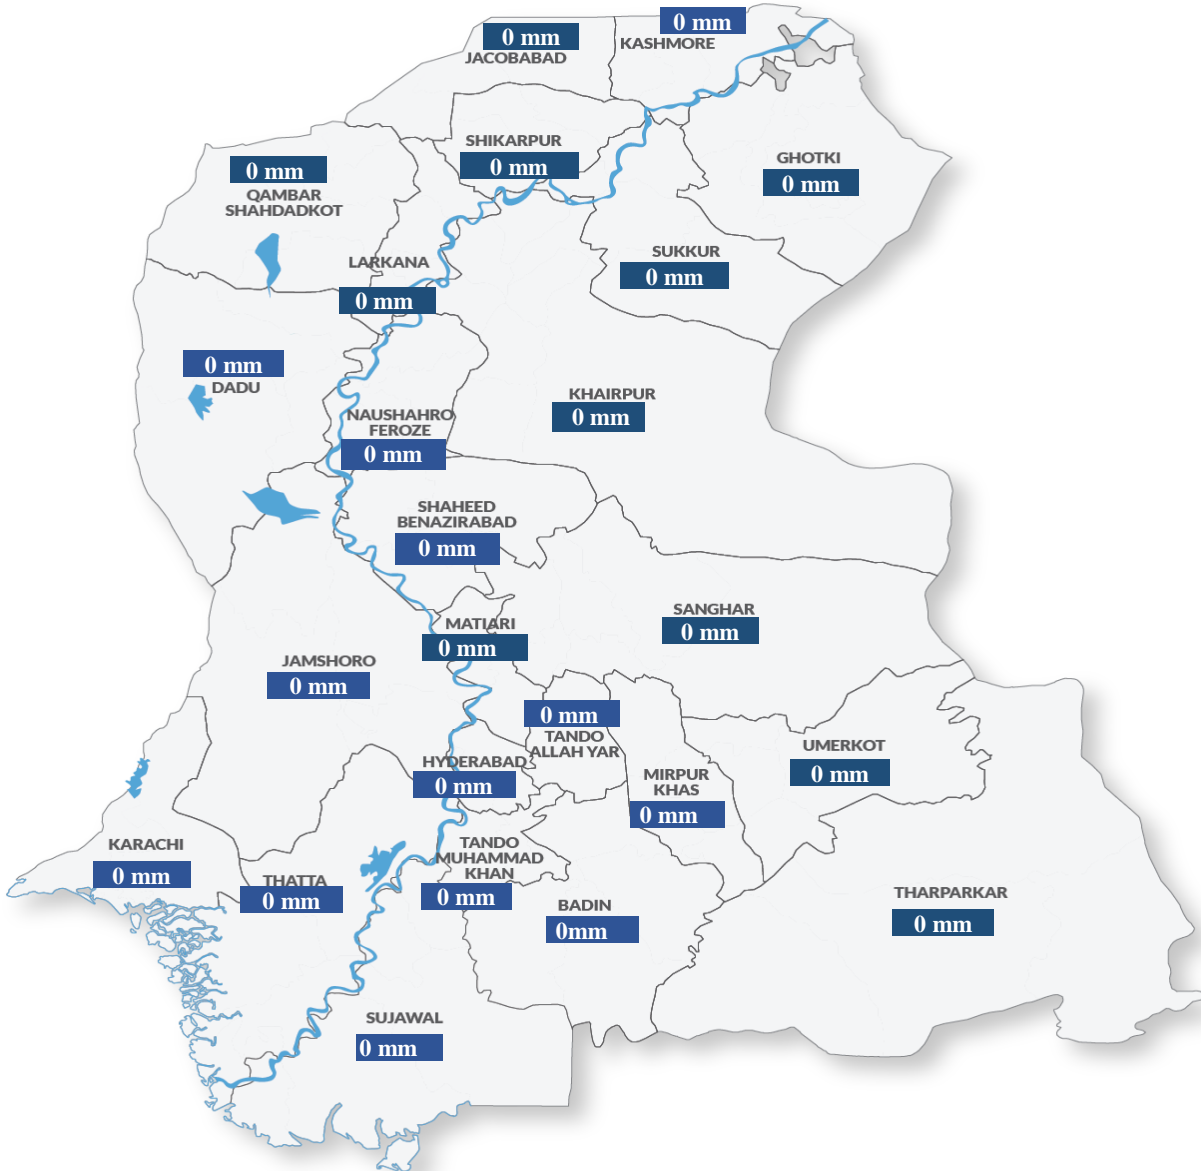 0 mm
KASHMORE
0 mm
JACOBABAD
SHIKARPUR
0 mm
GHOTKI
0 mm
0 mm
QAMBAR
SHAHDADKOT
SUKKUR
0 mm
LARKANA
0 mm
0 mm
DADU
KHAIRPUR
0 mm
NAUSHAHRO
FEROZE
0 mm
SHAHEED
BENAZIRABAD
0 mm
SANGHAR
0 mm
MATIARI
0 mm
JAMSHORO
0 mm
0 mm
TANDO
ALLAH YAR
UMERKOT
0 mm
HYDERABAD
0 mm
MIRPUR
KHAS
0 mm
KARACHI
0 mm
THATTA
0 mm
TANDO
MUHAMMAD
KHAN
0 mm
BADIN
0mm
THARPARKAR
0 mm
SUJAWAL
0 mm